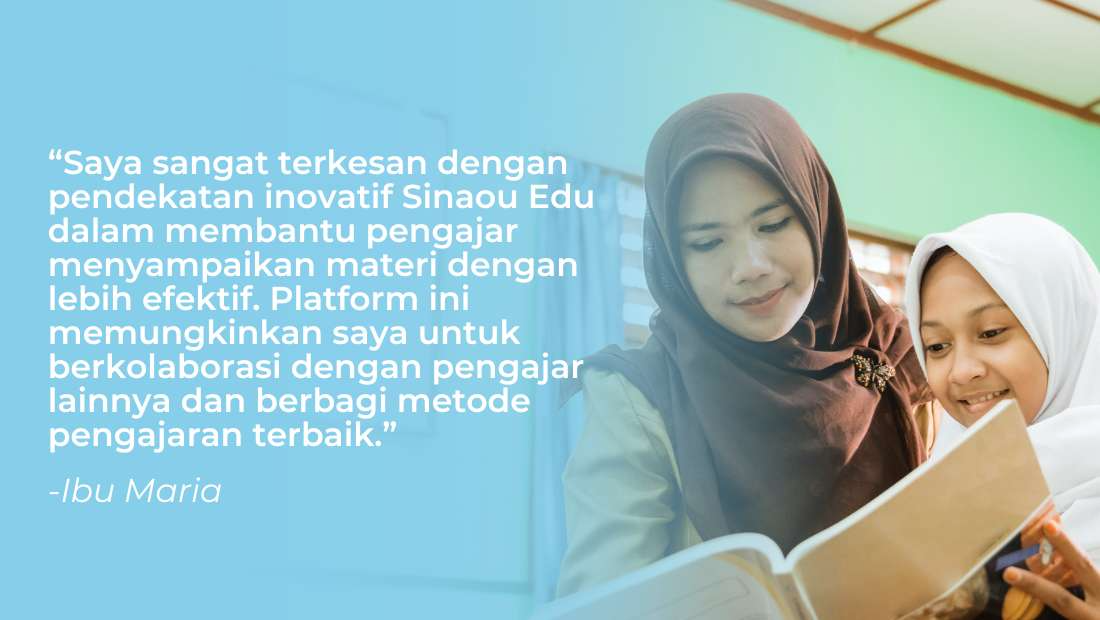 “Saya sangat terkesan dengan
pendekatan inovatif Sinaou Edu
dalam membantu pengajar
menyampaikan materi dengan
lebih efektif. Platform ini
memungkinkan saya untuk
berkolaborasi dengan pengajar
lainnya dan berbagi metode
pengajaran terbaik.”
-Ibu Maria